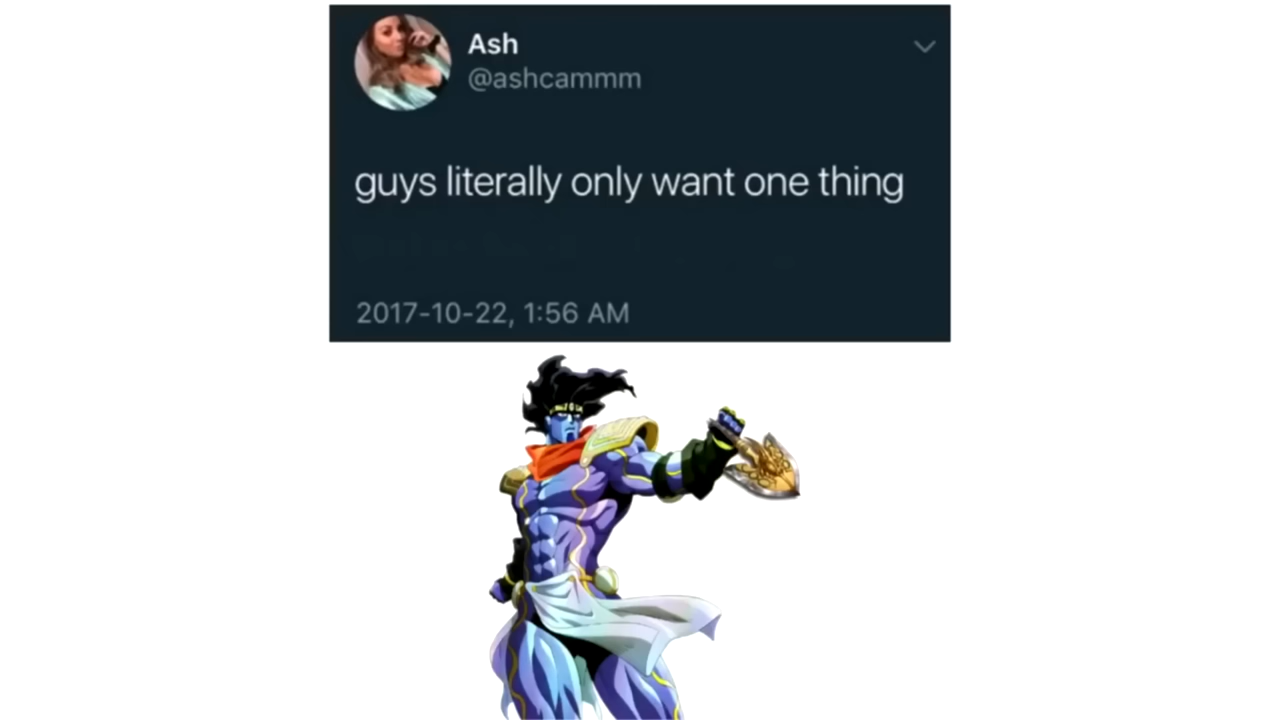 Ash
@ashcammm
guys literally only want one thing
2017-10-22, 1:56 AM